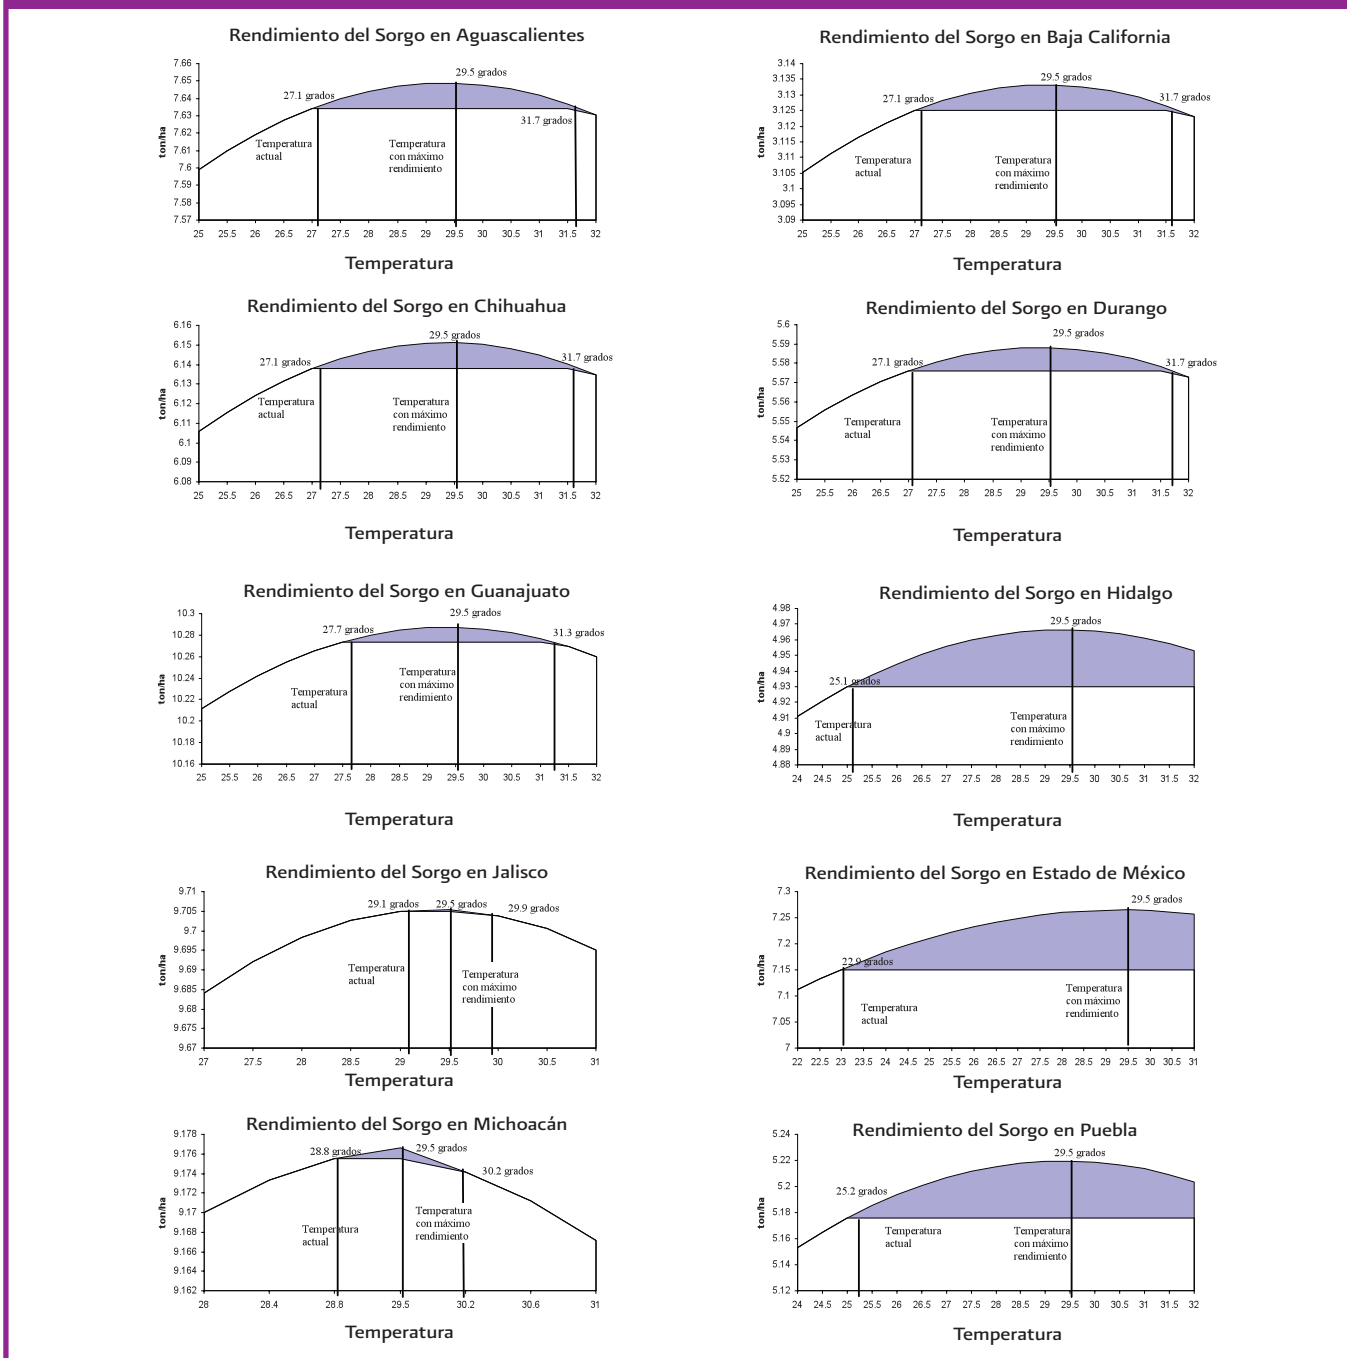 Rendimiento del Sorgo en Aguascalientes
ton/ha
7.66
7.65
7.64
7.63
7.62
7.61
7.6
7.59
7.58
7.57
27.1 grados
29.5 grados
31.7 grados
Temperatura
actual
Temperatura
con máximo
rendimiento
25 25.5 26 26.5 27 27.5 28 28.5 29 29.5 30 30.5 31 31.5 32
Temperatura
Rendimiento del Sorgo en Baja California
ton/ha
3.14
3.135
3.13
3.125
3.12
3.115
3.11
3.105
3.1
3.095
3.09
27.1 grados
29.5 grados
31.7 grados
Temperatura
actual
Temperatura
con máximo
rendimiento
25 25.5 26 26.5 27 27.5 28 28.5 29 29.5 30 30.5 31 31.5 32
Temperatura
Rendimiento del Sorgo en Chihuahua
ton/ha
6.16
6.15
6.14
6.13
6.12
6.11
6.1
6.09
6.08
27.1 grados
29.5 grados
31.7 grados
Temperatura
actual
Temperatura
con máximo
rendimiento
25 25.5 26 26.5 27 27.5 28 28.5 29 29.5 30 30.5 31 31.5 32
Temperatura
Rendimiento del Sorgo en Durango
ton/ha
5.6
5.59
5.58
5.57
5.56
5.55
5.54
5.53
5.52
27.1 grados
29.5 grados
31.7 grados
Temperatura
actual
Temperatura
con máximo
rendimiento
25 25.5 26 26.5 27 27.5 28 28.5 29 29.5 30 30.5 31 31.5 32
Temperatura
Rendimiento del Sorgo en Guanajuato
ton/ha
10.3
10.28
10.26
10.24
10.22
10.2
10.18
10.16
27.7 grados
29.5 grados
31.3 grados
Temperatura
actual
Temperatura
con máximo
rendimiento
25 25.5 26 26.5 27 27.5 28 28.5 29 29.5 30 30.5 31 31.5 32
Temperatura
Rendimiento del Sorgo en Hidalgo
ton/ha
4.98
4.97
4.96
4.95
4.94
4.93
4.92
4.91
4.9
4.89
4.88
25.1 grados
29.5 grados
Temperatura
actual
Temperatura
con máximo
rendimiento
24 24.5 25 25.5 26 26.5 27 27.5 28 28.5 29 29.5 30 30.5 31 31.5 32
Temperatura
Rendimiento del Sorgo en Jalisco
ton/ha
9.71
9.705
9.7
9.695
9.69
9.685
9.68
9.675
9.67
29.1 grados
29.5 grados
29.9 grados
Temperatura
actual
Temperatura
con máximo
rendimiento
27 27.5 28 28.5 29 29.5 30 30.5 31
Temperatura
Rendimiento del Sorgo en Estado de México
ton/ha
7.3
7.25
7.2
7.15
7.1
7.05
7
22.9 grados
29.5 grados
Temperatura
actual
Temperatura
con máximo
rendimiento
22 22.5 23 23.5 24 24.5 25 25.5 26 26.5 27 27.5 28 28.5 29 29.5 30 30.5 31
Temperatura
Rendimiento del Sorgo en Michoacán
ton/ha
9.178
9.176
9.174
9.172
9.17
9.168
9.166
9.164
9.162
28.8 grados
29.5 grados
30.2 grados
Temperatura
actual
Temperatura
con máximo
rendimiento
28 28.4 28.8 29.5 30.2 30.6 31
Temperatura
Rendimiento del Sorgo en Puebla
ton/ha
5.24
5.22
5.2
5.18
5.16
5.14
5.12
25.2 grados
29.5 grados
Temperatura
actual
Temperatura
con máximo
rendimiento
24 24.5 25 25.5 26 26.5 27 27.5 28 28.5 29 29.5 30 30.5 31 31.5 32
Temperatura